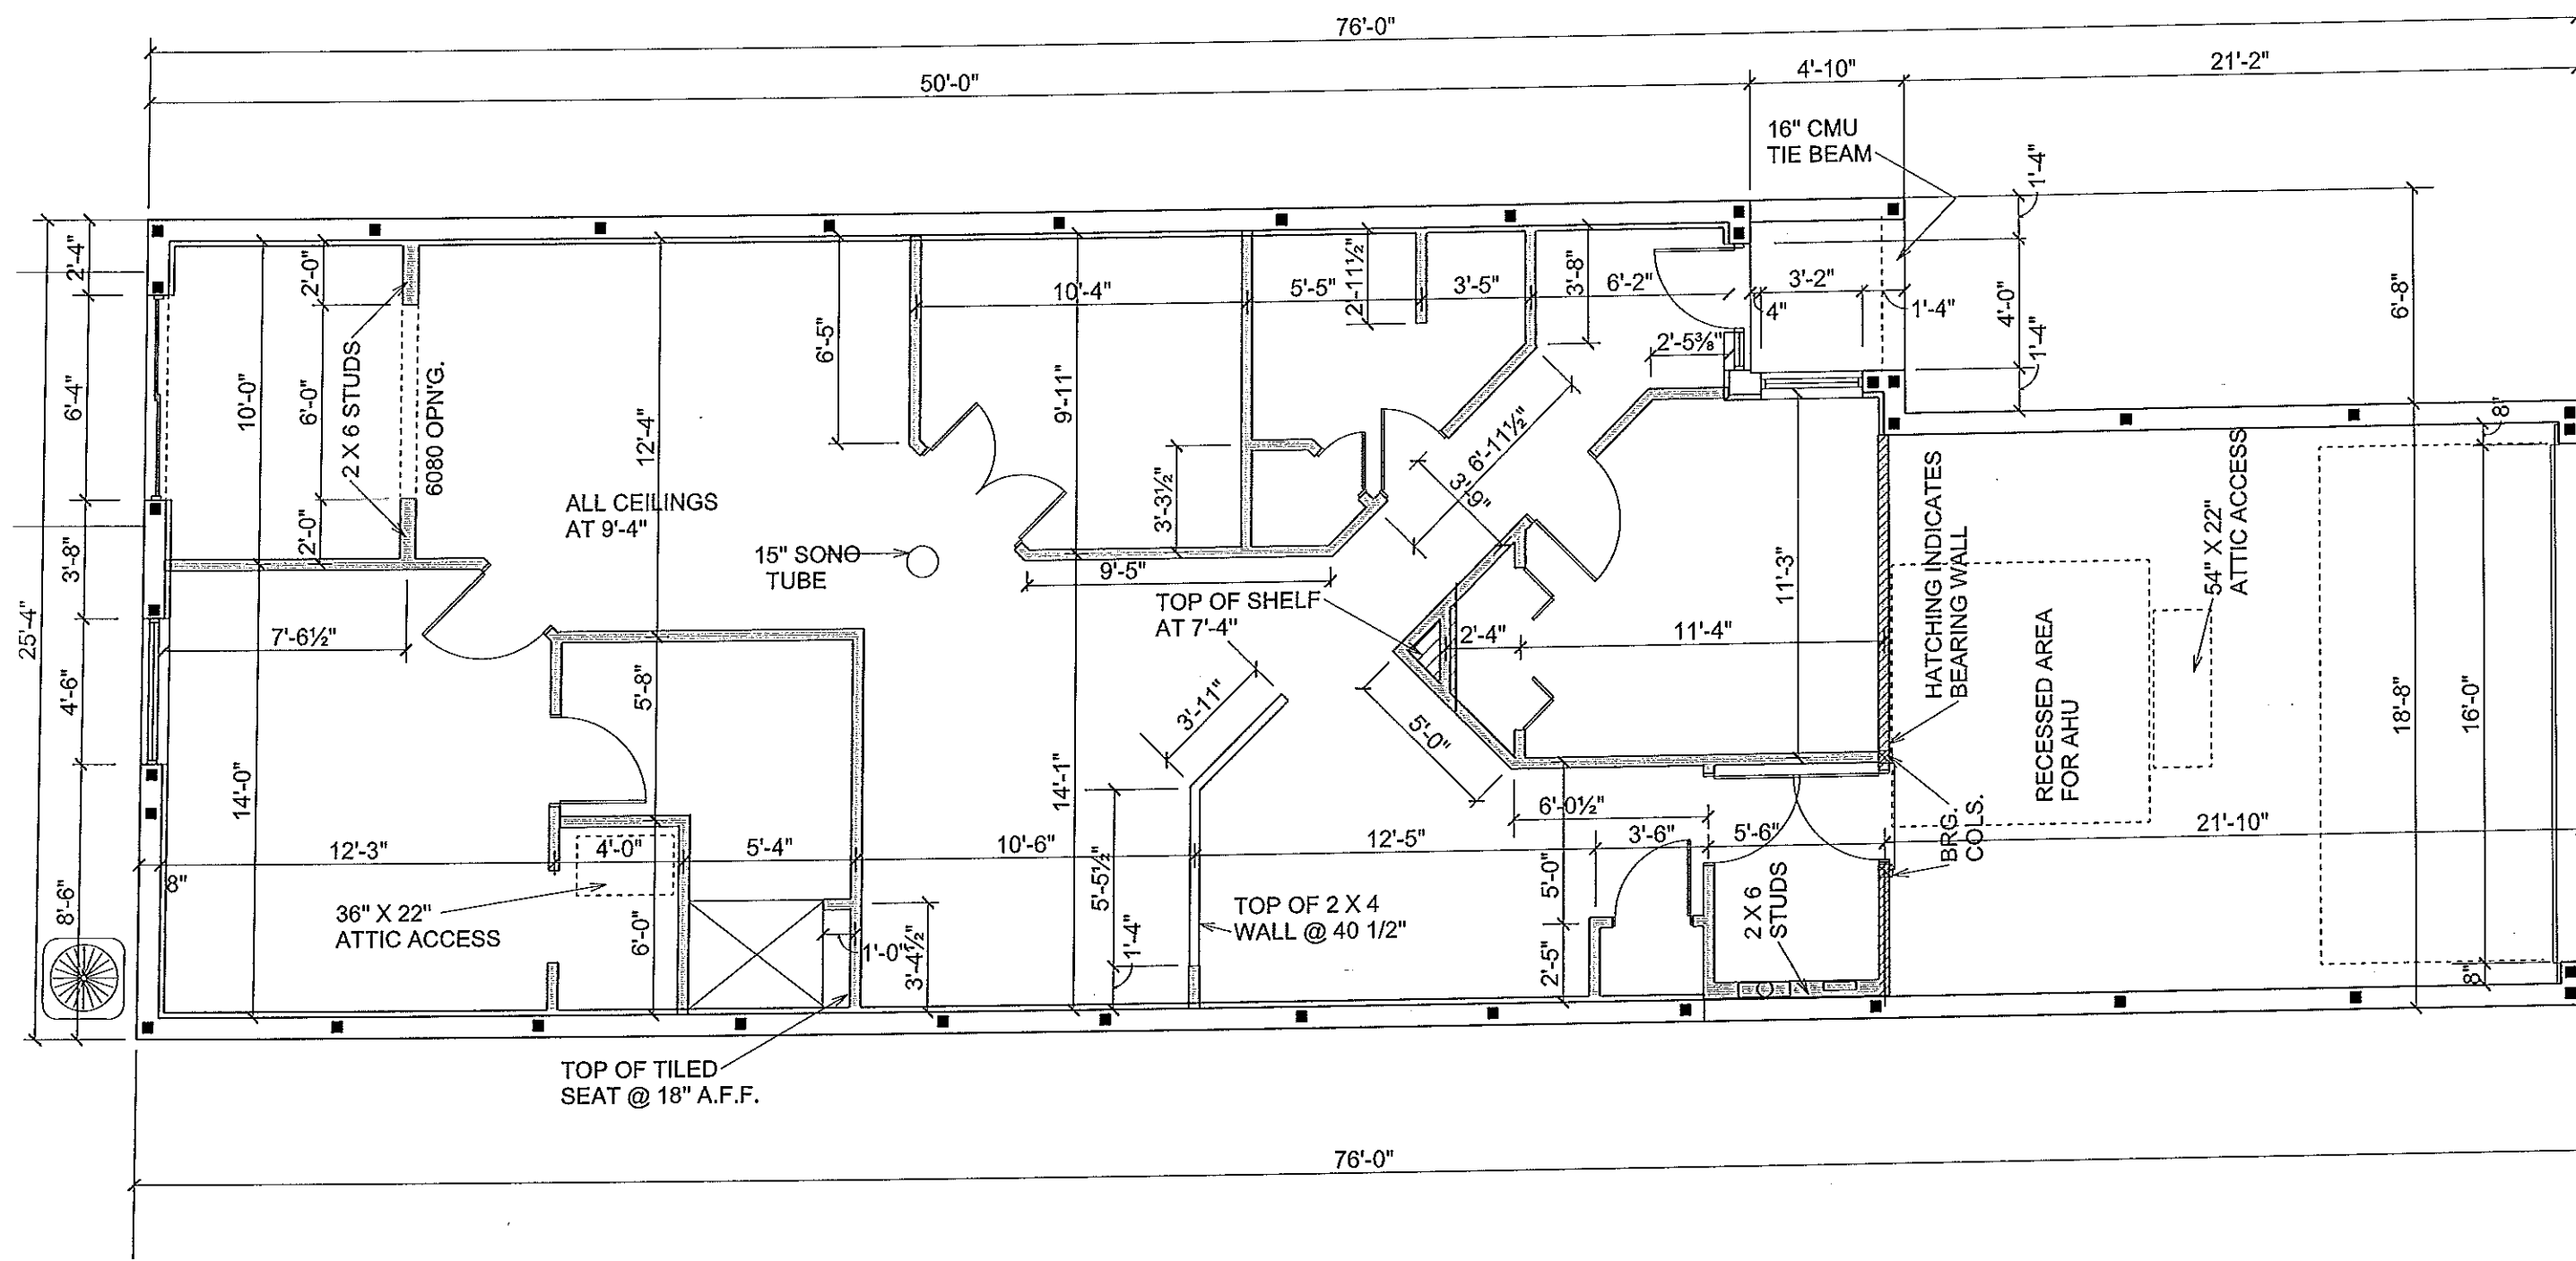 76'-0"
50'-0"
4'-10"
21'-2"
16" CMU
TIE BEAM
1'-4"
2'-4"
6'-4"
3'-8"
4'-6"
8'-6"
25'-4"
10'-0"
2'-0"
6'-0"
2'-0"
2 X 6 STUDS
6080 OPN'G.
12'-4"
6'-5"
10'-4"
9'-11"
5'-5"
2'-11½"
3'-5"
3'-8"
6'-2"
2'-5⅜"
4"
3'-2"
1'-4"
4'-0"
1'-4"
6'-8"
8'
ALL CEILINGS
AT 9'-4"
15" SONO
TUBE
3'-3½"
9'-5"
6'-11½"
3'-9"
TOP OF SHELF
AT 7'-4"
2'-4"
11'-4"
11'-3"
HATCHING INDICATES
BEARING WALL
RECESSED AREA
FOR AHU
54" X 22"
ATTIC ACCESS
18'-8"
16'-0"
7'-6½"
14'-0"
5'-8"
14'-1"
3'-11"
5'-0"
6'-0½"
BRG.
COLS.
12'-3"
4'-0"
5'-4"
10'-6"
12'-5"
3'-6"
5'-6"
21'-10"
8"
36" X 22"
ATTIC ACCESS
6'-0"
1'-0"
3'-4½"
5'-5½"
1'-4"
TOP OF 2 X 4
WALL @ 40 1/2"
5'-0"
2'-5"
2 X 6
STUDS
8"
TOP OF TILED
SEAT @ 18" A.F.F.
76'-0"